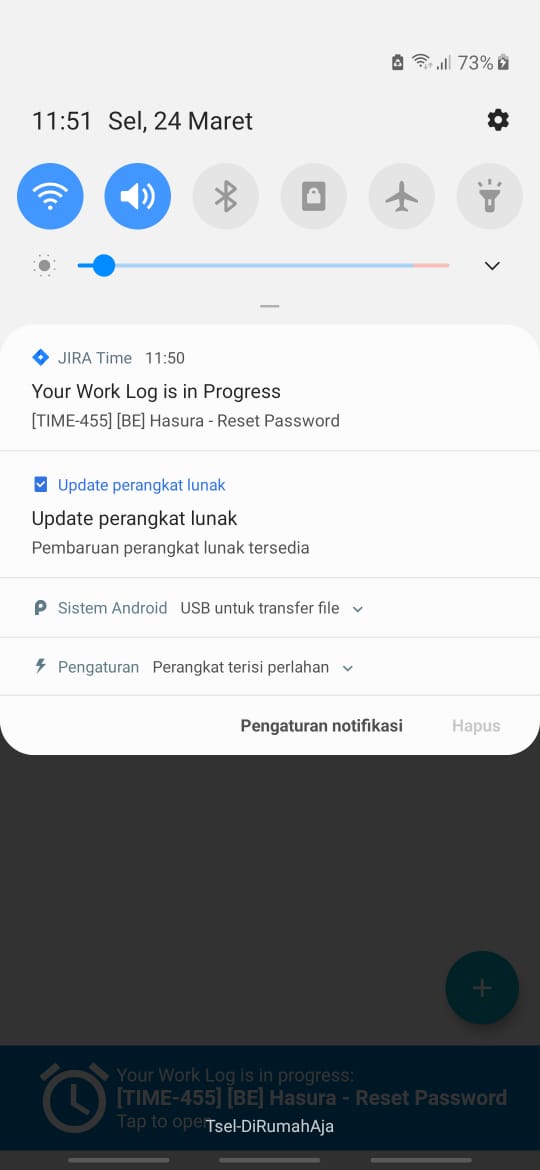 73%
11:51 Sel, 24 Maret
JIRA Time 11:50
Your Work Log is in Progress
[TIME-455] [BE] Hasura - Reset Password
Update perangkat lunak
Update perangkat lunak
Pembaruan perangkat lunak tersedia
Sistem Android USB untuk transfer file
Pengaturan Perangkat terisi perlahan
Pengaturan notifikasi Hapus
Your Work Log is in progress:
[TIME-455] [BE] Hasura - Reset Password
Tap to open
Tsel-DiRumahAja